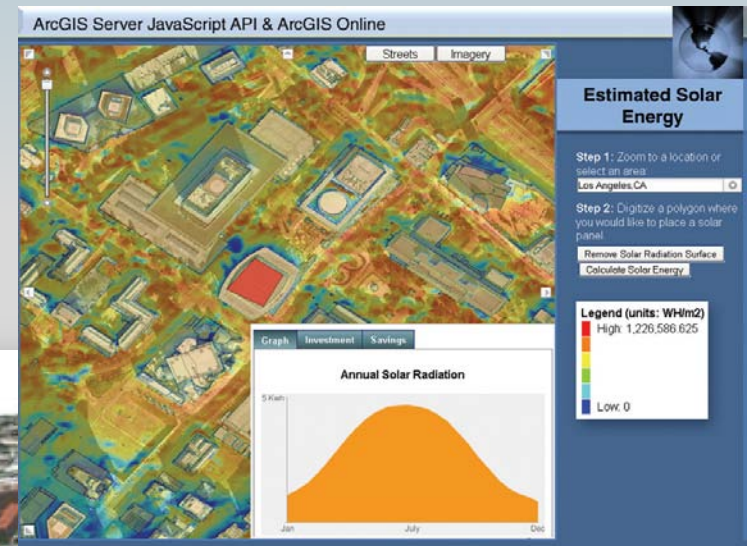 ArcGIS Server JavaScript API & ArcGIS Online
Streets
Imagery
Estimated Solar
Energy
Step 1: Zoom to a location or
select an area:
Los Angeles,CA
Step 2: Digitize a polygon where
you would like to place a solar
panel.
Remove Solar Radiation Surface
Calculate Solar Energy
Legend (units: WH/m2)
High: 1,226,586.625
Low: 0
Graph
Investment
Savings
Annual Solar Radiation
5 Kwh
Jan
July
Dec